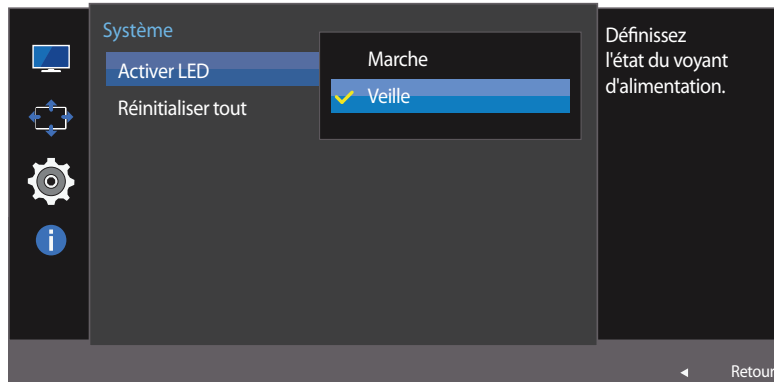 Système
Activer LED
Réinitialiser tout
Marche
Veille
Définissez
l'état du voyant
d'alimentation.
Retour